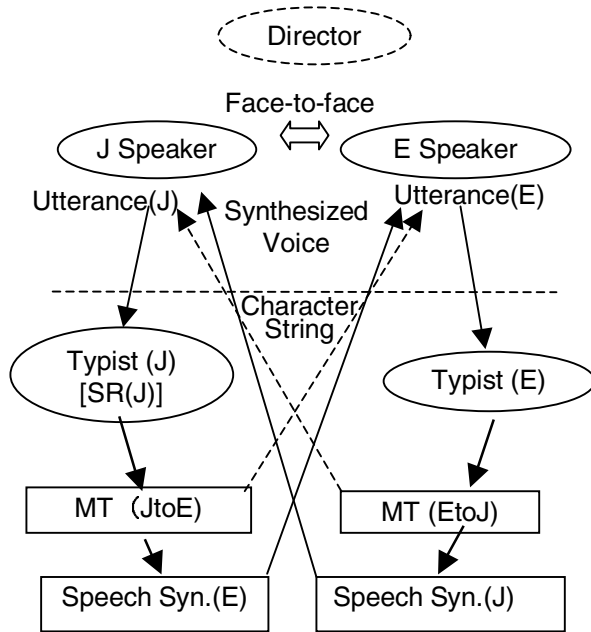 Director
Face-to-face
J Speaker
E Speaker
Utterance(J)
Utterance(E)
Synthesized
Voice
Character
String
Typist (J)
[SR(J)]
Typist (E)
MT （JtoE)
MT (EtoJ)
Speech Syn.(E)
Speech Syn.(J)